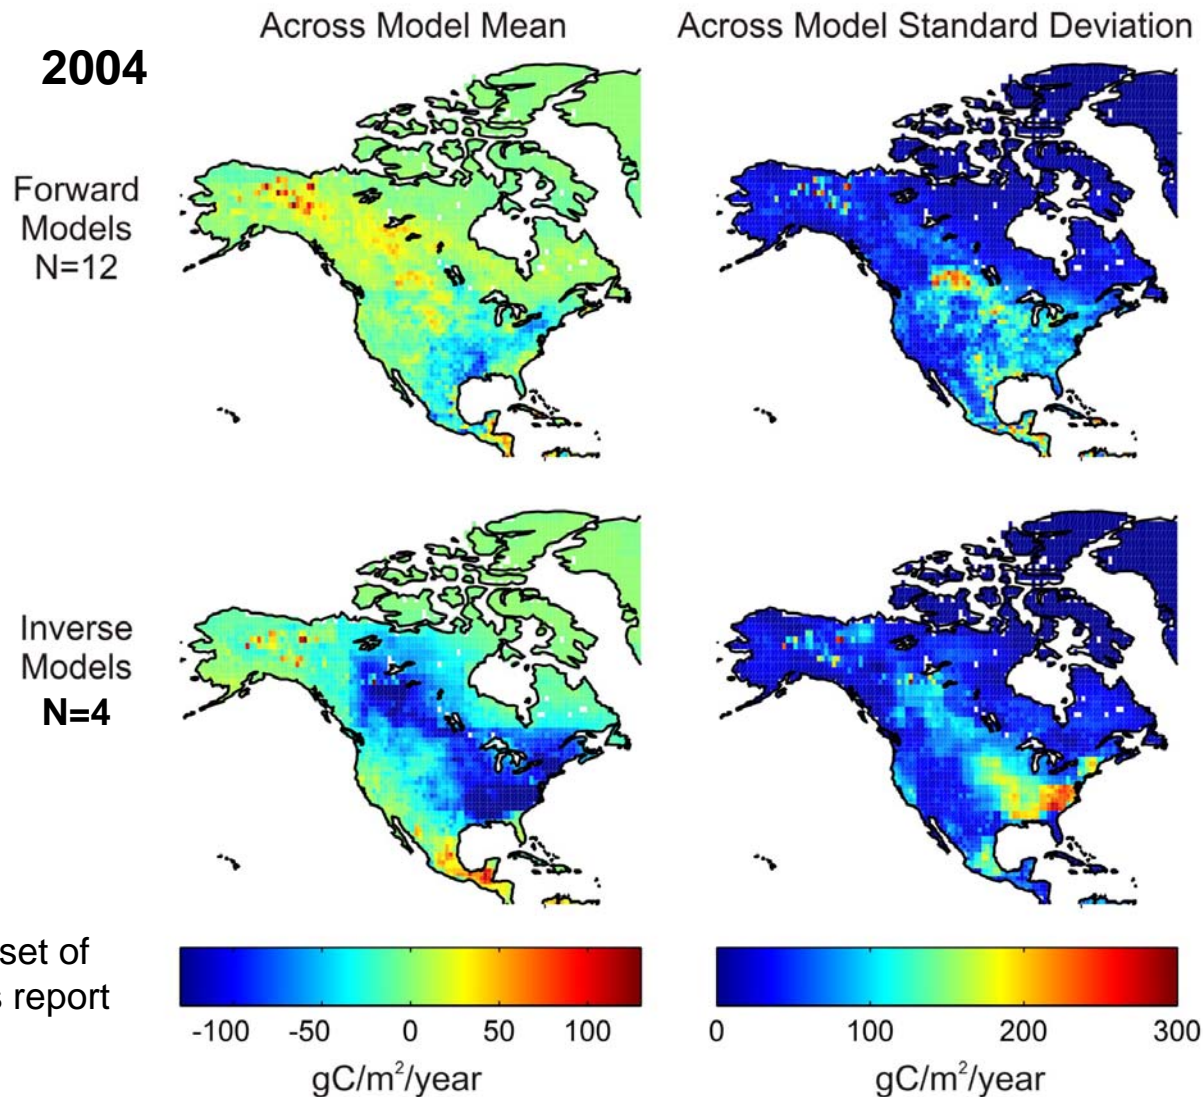 Across Model Mean
Across Model Standard Deviation
2004
Forward
Models
N=12
Inverse
Models
N=4
set of
report
-100 -50 0 50 100
0 100 200 300
gC/m²/year
gC/m²/year